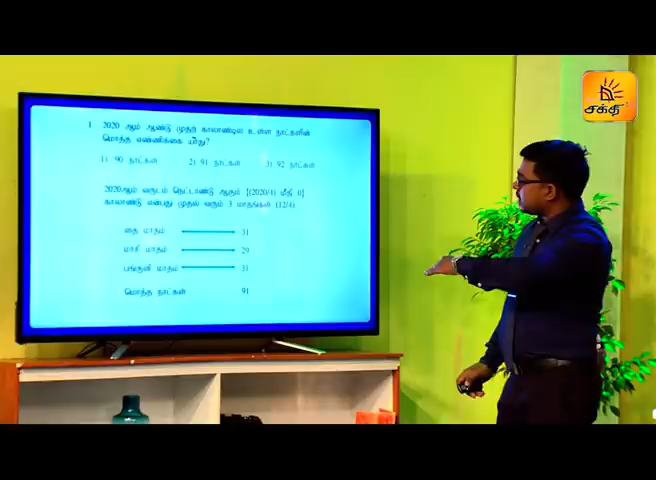 சக்தி
1 2020 ஆம் ஆண்டு முதற் காலாண்டில் உள்ள நாட்களின்
மொத்த எண்ணிக்கை யாது?
1) 90 நாட்கள் 2) 91 நாட்கள் 3) 92 நாட்கள்
2020ஆம் வருடம் நெட்டாண்டு ஆகும் [(2020/4) மீதி 0]
காலாண்டு என்பது முதல் வரும் 3 மாதங்கள் (12/4)
தை மாதம் 31
மாசி மாதம் 29
பங்குனி மாதம் 31
மொத்த நாட்கள் 91